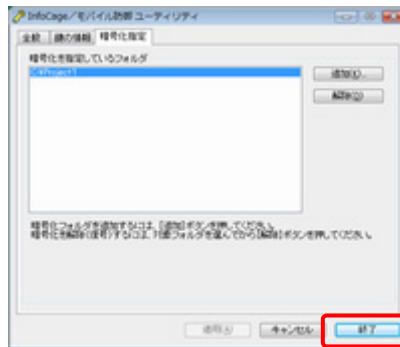 InfoCage／モバイル防御 ユーティリティ
全般 鍵の情報 暗号化指定
暗号化を指定しているフォルダ
C:¥Project1
追加(A)...
解除(D)
暗号化フォルダを追加するには、[追加]ボタンを押してください。
暗号化を解除(復号)するには、対象フォルダを選んでから[解除]ボタンを押してください。
適用(A) キャンセル 終了